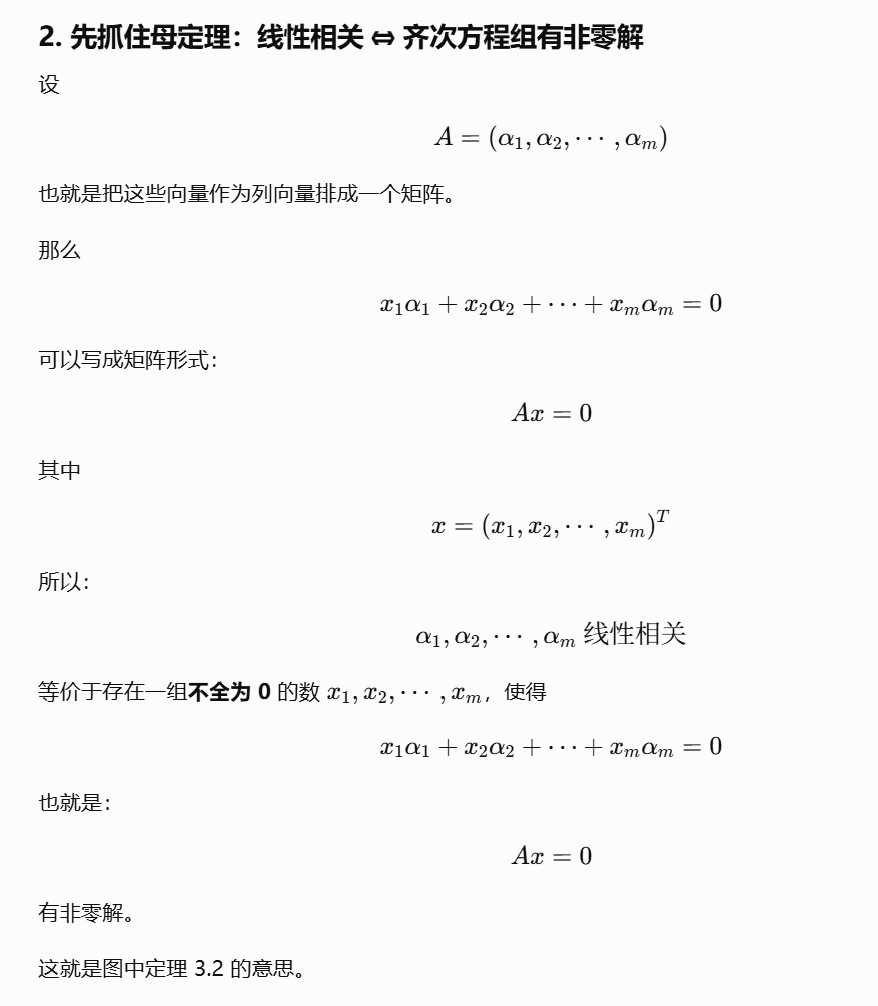 2. 先抓住母定理：线性相关 ⇔ 齐次方程组有非零解
设
A = (α₁, α₂, ⋯ , αₘ)
也就是把这些向量作为列向量排成一个矩阵。
那么
x₁α₁ + x₂α₂ + ⋯ + xₘαₘ = 0
可以写成矩阵形式：
Ax = 0
其中
x = (x₁, x₂, ⋯ , xₘ)ᵀ
所以：
α₁, α₂, ⋯ , αₘ 线性相关
等价于存在一组不全为 0 的数 x₁, x₂, ⋯ , xₘ，使得
x₁α₁ + x₂α₂ + ⋯ + xₘαₘ = 0
也就是：
Ax = 0
有非零解。
这就是图中定理 3.2 的意思。